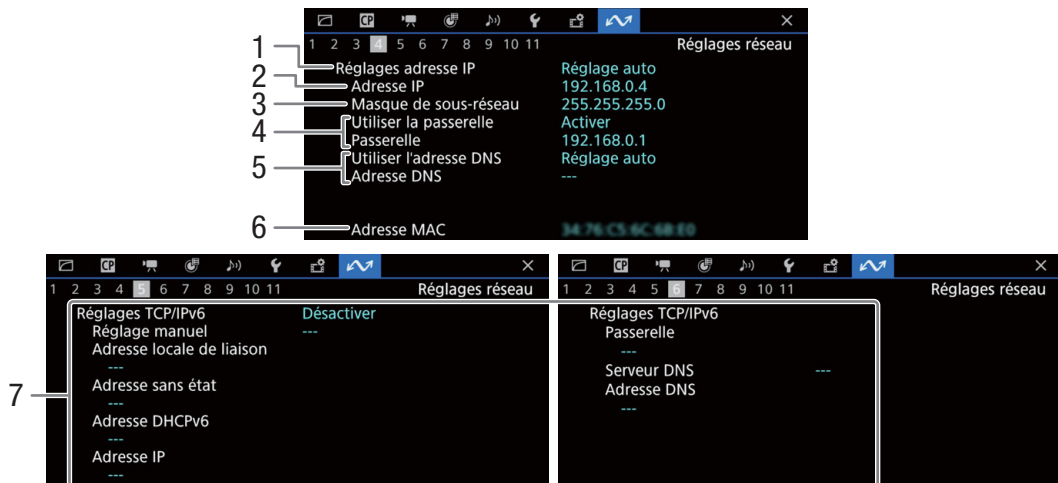 CP
1 2 3 4 5 6 7 8 9 10 11 Réglages réseau
1 Réglages adresse IP Réglage auto
2 Adresse IP 192.168.0.4
3 Masque de sous-réseau 255.255.255.0
4 Utiliser la passerelle Activer
Passerelle 192.168.0.1
5 Utiliser l'adresse DNS Réglage auto
Adresse DNS ---
6 Adresse MAC
CP
1 2 3 4 5 6 7 8 9 10 11 Réglages réseau
7
Réglages TCP/IPv6 Désactiver
Réglage manuel ---
Adresse locale de liaison
---
Adresse sans état
---
Adresse DHCPv6
---
Adresse IP
---
CP
1 2 3 4 5 6 7 8 9 10 11 Réglages réseau
Réglages TCP/IPv6
Passerelle
---
Serveur DNS ---
Adresse DNS
---